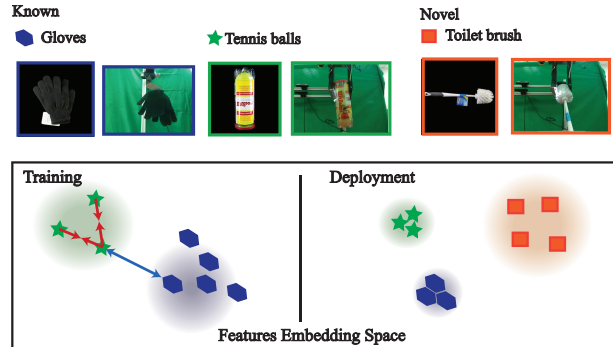 Known
Novel
Gloves
Tennis balls
Toilet brush
Training
Deployment
Features Embedding Space